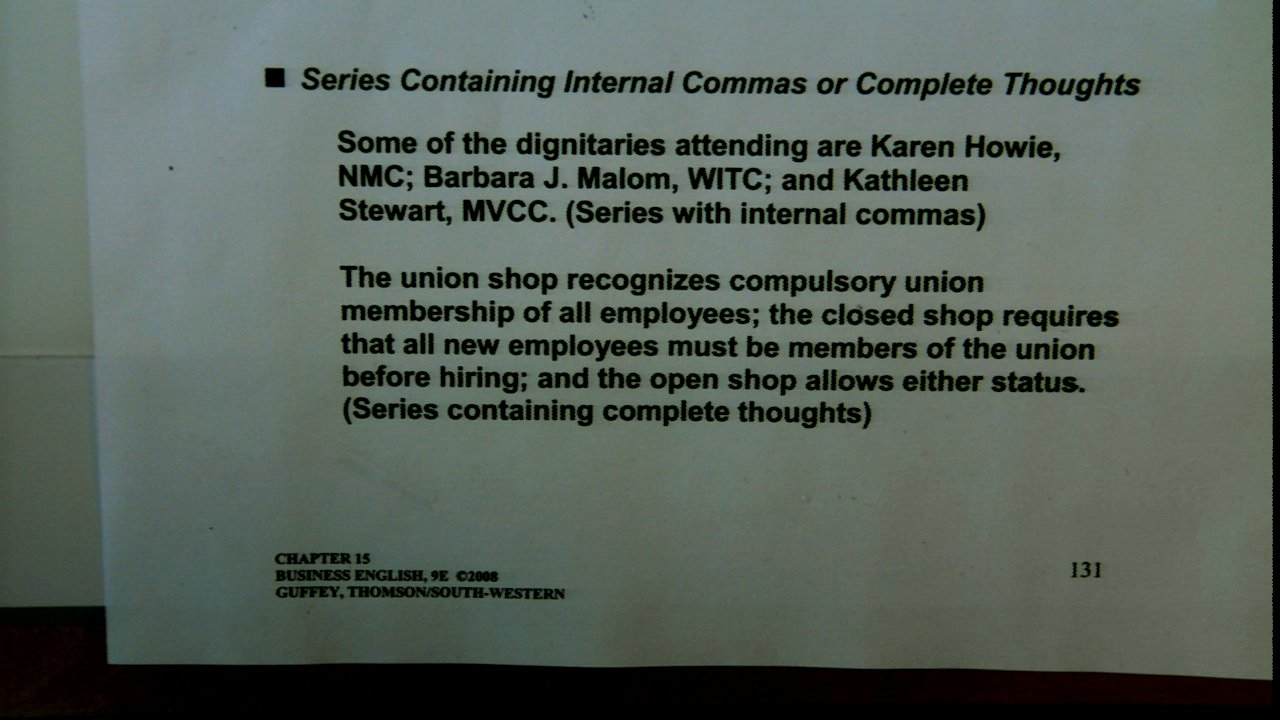 ■ Series Containing Internal Commas or Complete Thoughts
Some of the dignitaries attending are Karen Howie,
NMC; Barbara J. Malom, WITC; and Kathleen
Stewart, MVCC. (Series with internal commas)
The union shop recognizes compulsory union
membership of all employees; the closed shop requires
that all new employees must be members of the union
before hiring; and the open shop allows either status.
(Series containing complete thoughts)
CHAPTER 15
BUSINESS ENGLISH, 9E ©2008
GUFFEY, THOMSON/SOUTH-WESTERN
131